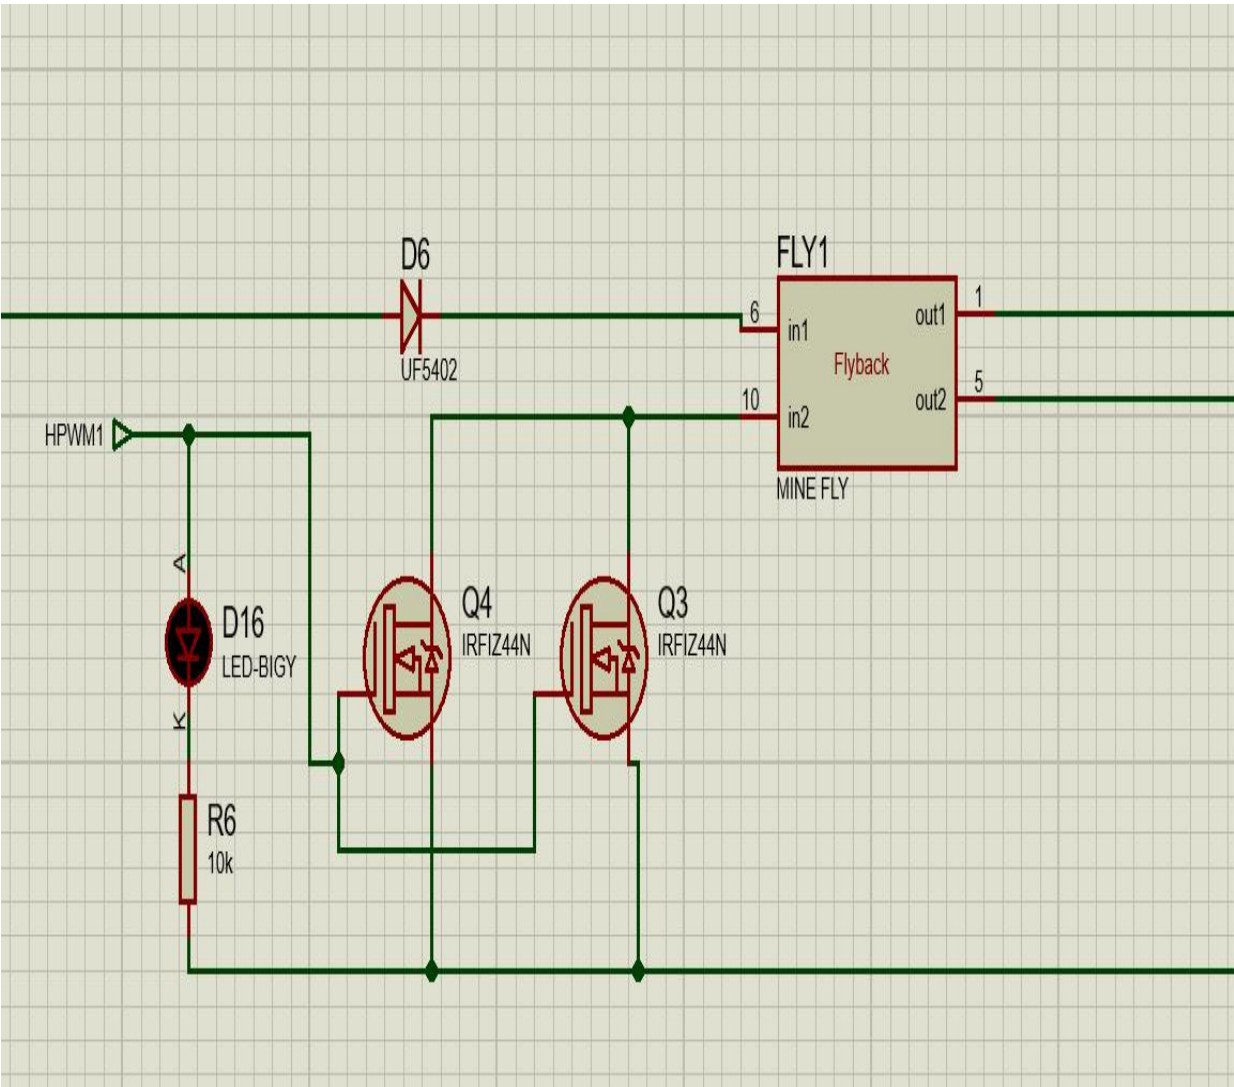 D6
UF5402
FLY1
6
in1
out1
1
Flyback
10
in2
out2
5
MINE FLY
HPWM1
A
D16
LED-BIGY
K
Q4
IRFIZ44N
Q3
IRFIZ44N
R6
10k